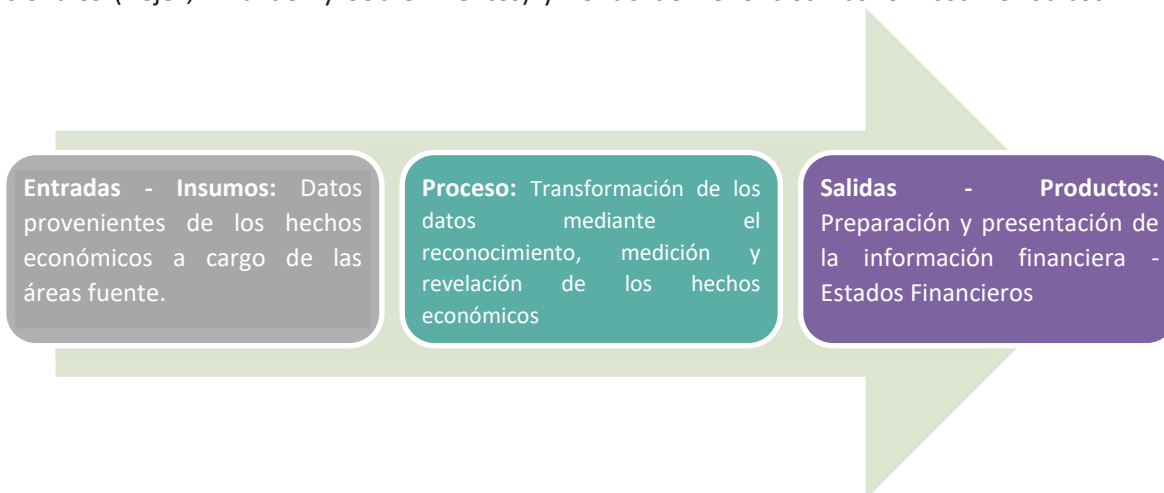 Entradas - Insumos: Datos
provenientes de los hechos
económicos a cargo de las
áreas fuente.
Proceso: Transformación de los
datos mediante el
reconocimiento, medición y
revelación de los hechos
económicos
Salidas - Productos:
Preparación y presentación de
la información financiera -
Estados Financieros